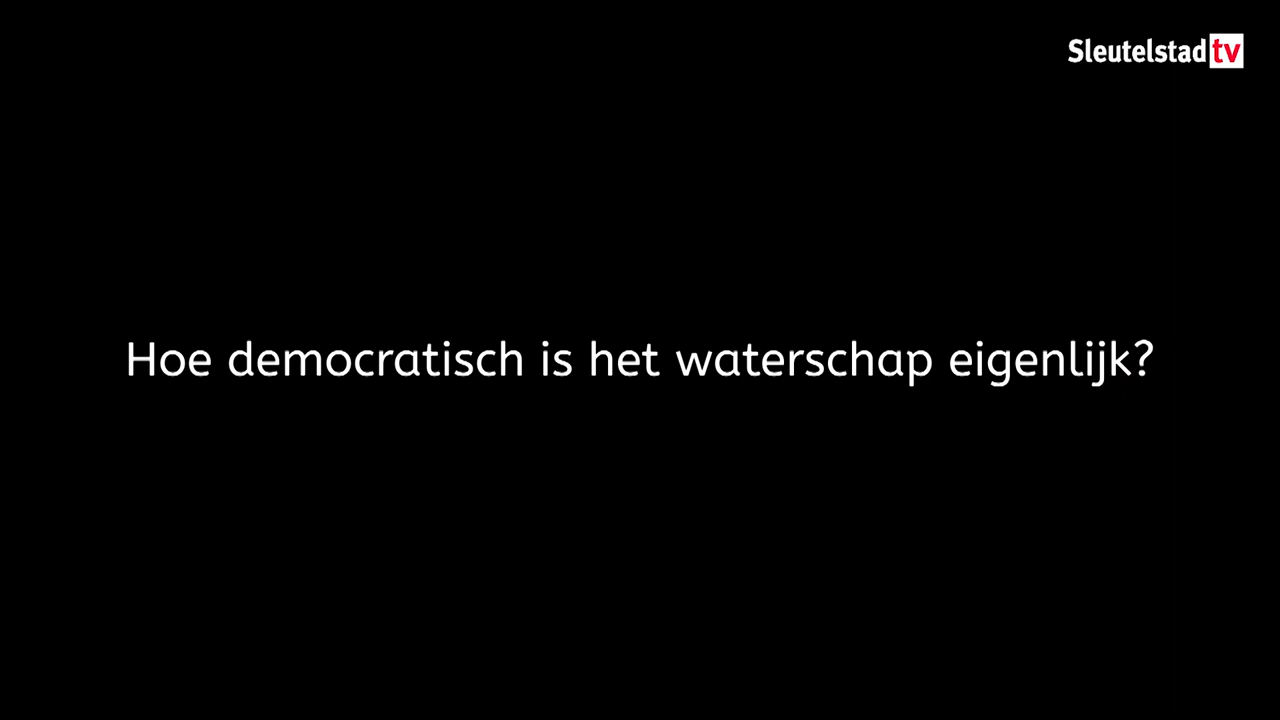 Sleutelstad tv
Hoe democratisch is het waterschap eigenlijk?